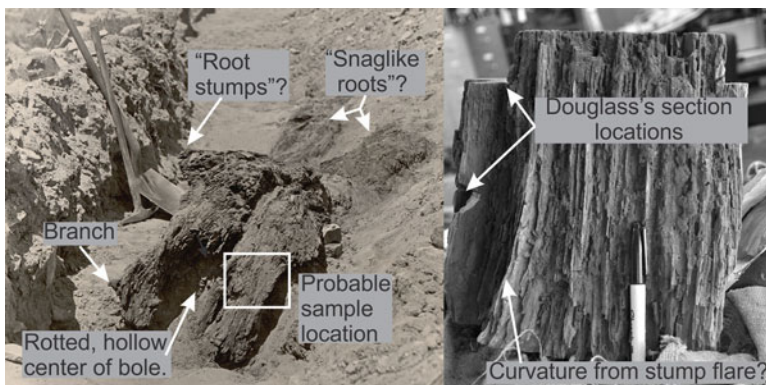 “Root
stumps”?
“Snaglike
roots”?
Branch
Rotted, hollow
center of bole.
Probable
sample
location
Douglass’s section
locations
Curvature from stump flare?